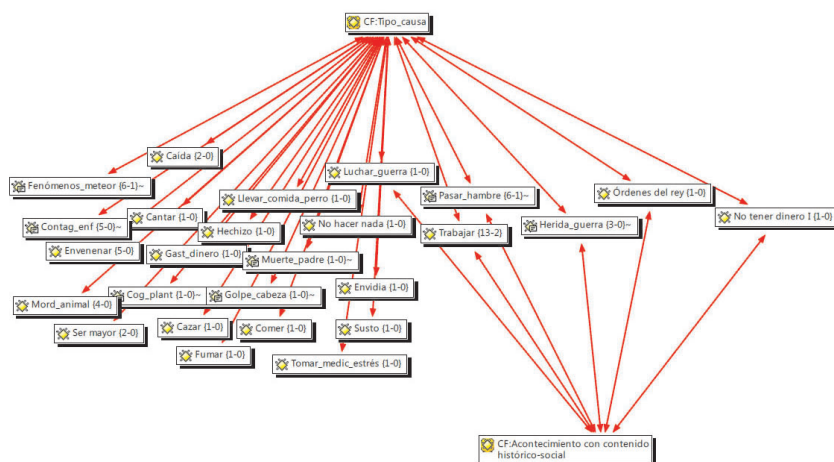 CF:Tipo_causa
Caída {2-0}
Luchar_guerra {1-0}
Fenómenos_meteor {6-1}~
Pasar_hambre {6-1}~
Órdenes del rey {1-0}
Llevar_comida_perro {1-0}
No tener dinero I {1-0}
Cantar {1-0}
Contag_enf {5-0}~
Hechizo {1-0}
No hacer nada {1-0}
Trabajar {13-2}
Herida_guerra {3-0}~
Envenenar {5-0}
Gast_dinero {1-0}
Muerte_padre {1-0}~
Envidia {1-0}
Mord_animal {4-0}
Cog_plant {1-0}~
Golpe_cabeza {1-0}~
Ser mayor {2-0}
Cazar {1-0}
Comer {1-0}
Susto {1-0}
Fumar {1-0}
Tomar_medic_estrés {1-0}
CF:Acontecimiento con contenido
histórico-social